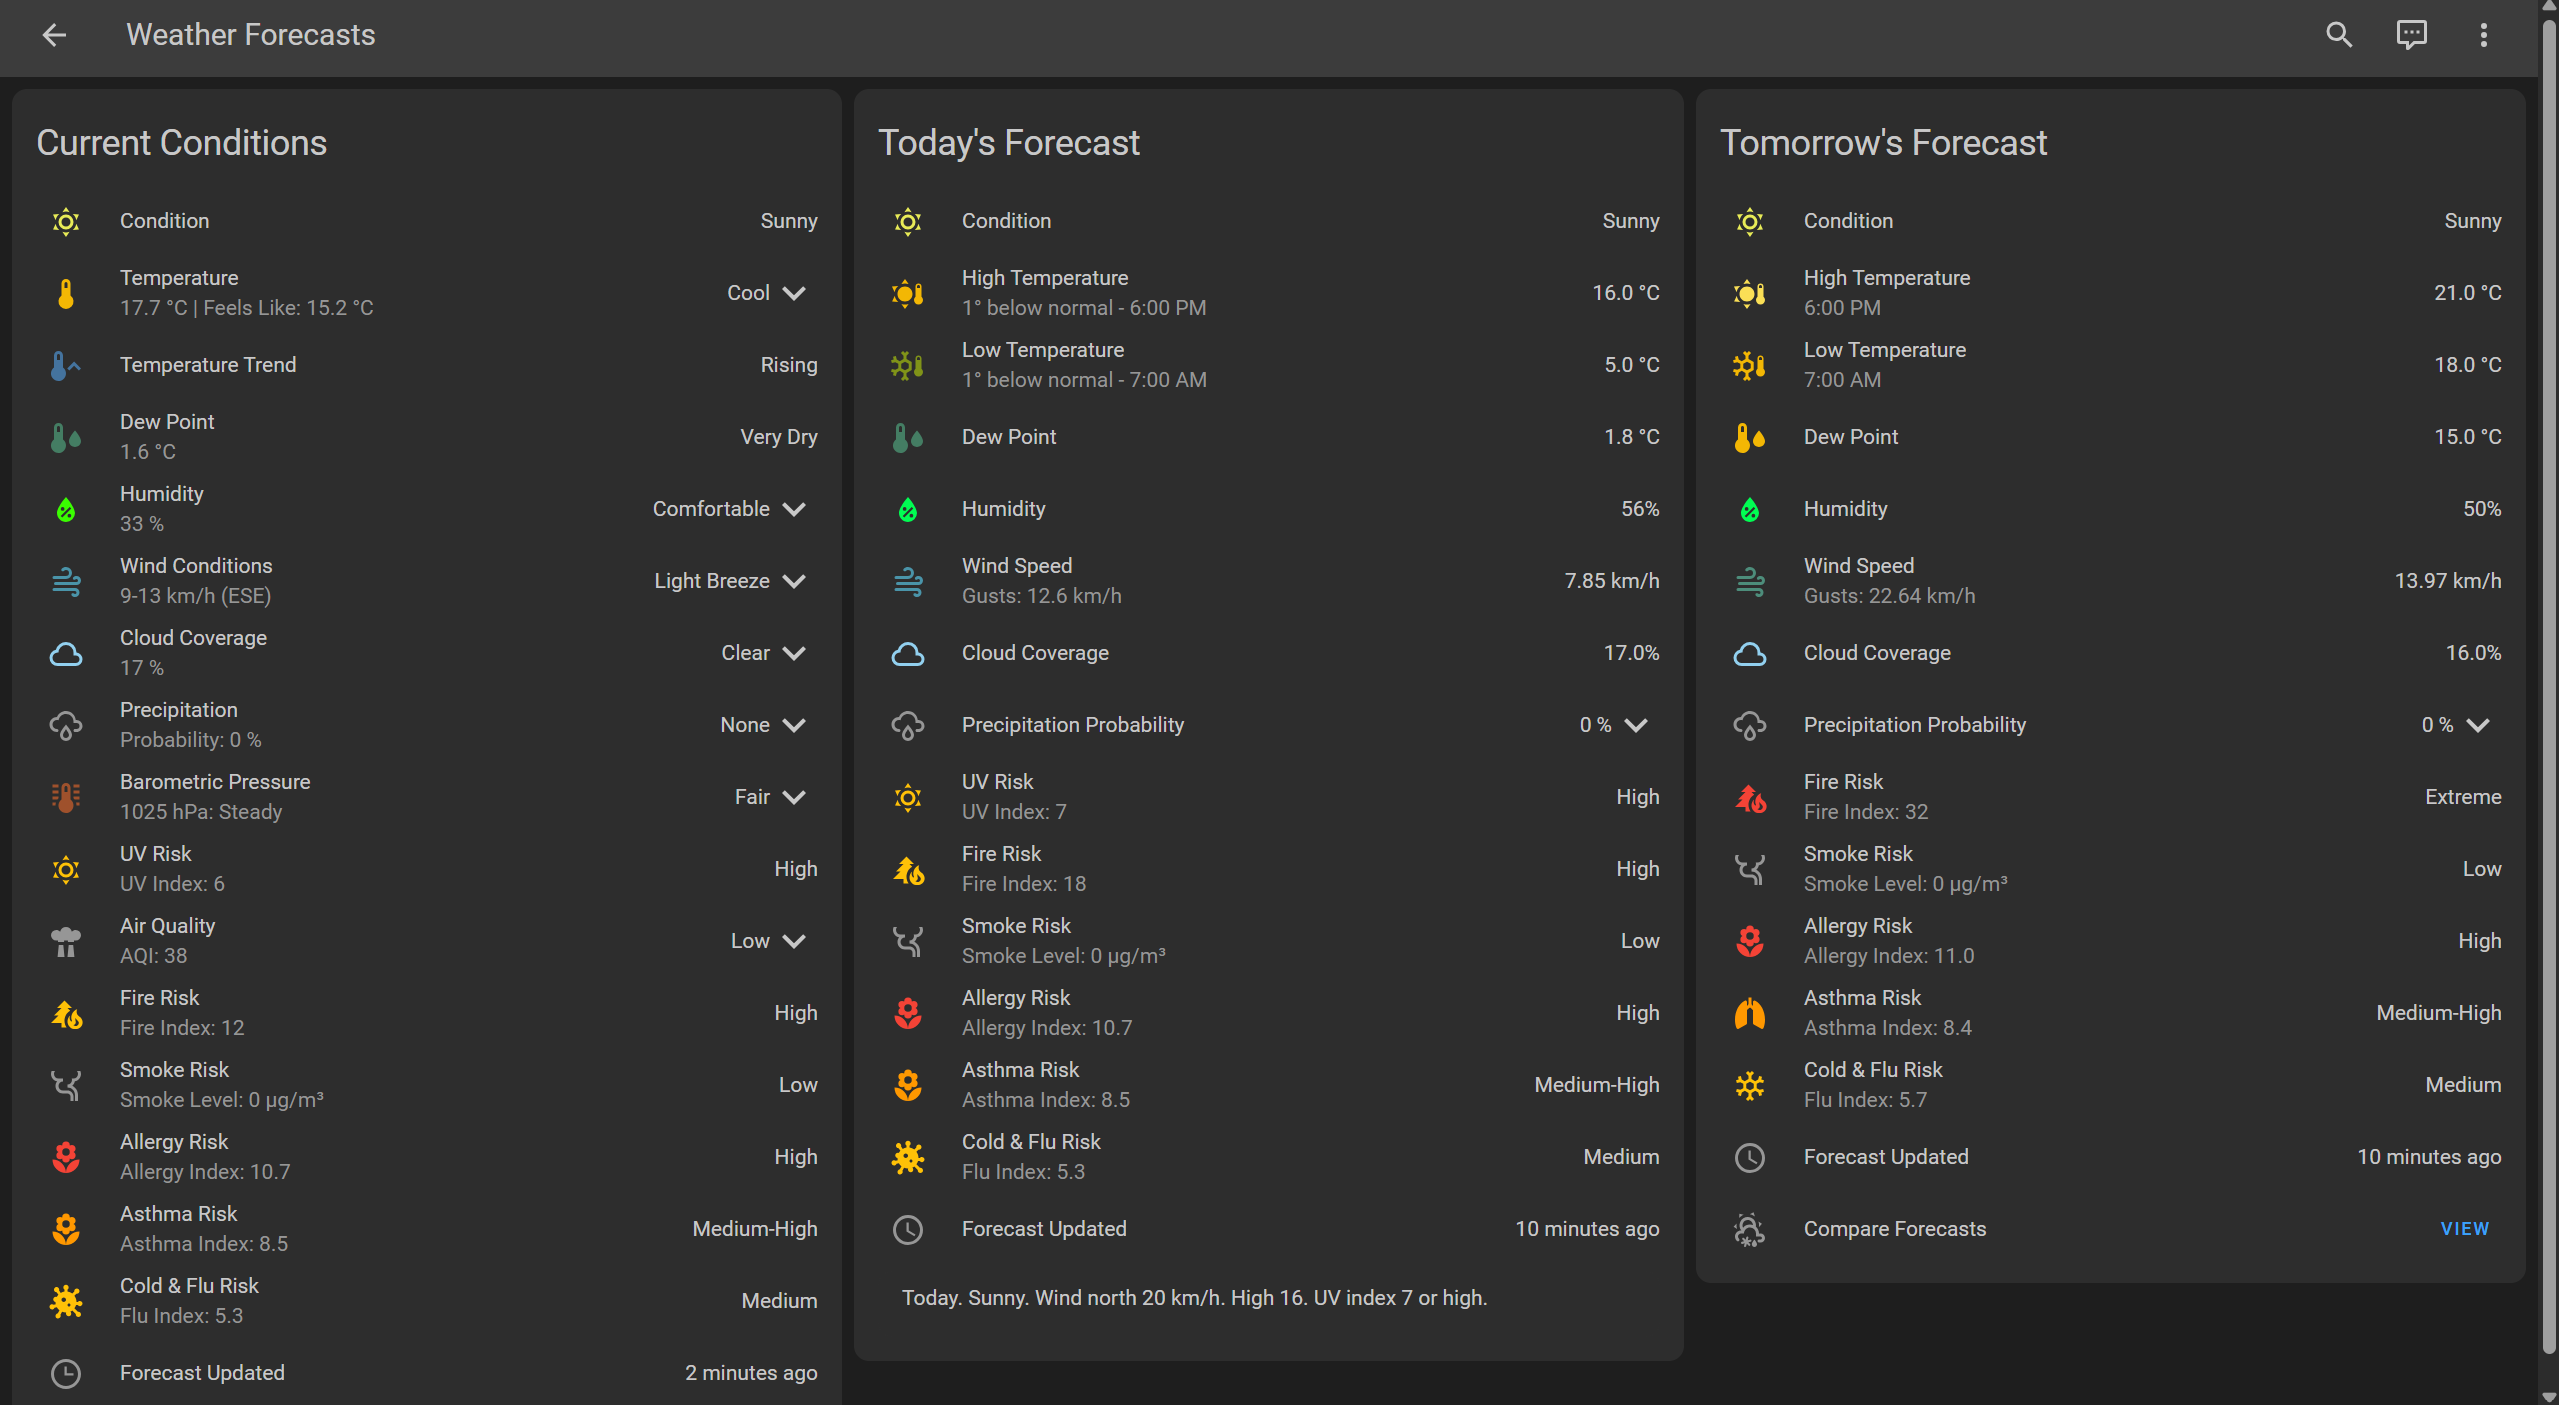 Weather Forecasts
Current Conditions
Condition Sunny
Temperature
17.7 °C | Feels Like: 15.2 °C Cool
Temperature Trend Rising
Dew Point
1.6 °C Very Dry
Humidity
33 % Comfortable
Wind Conditions
9-13 km/h (ESE) Light Breeze
Cloud Coverage
17 % Clear
Precipitation
Probability: 0 % None
Barometric Pressure
1025 hPa: Steady Fair
UV Risk
UV Index: 6 High
Air Quality
AQI: 38 Low
Fire Risk
Fire Index: 12 High
Smoke Risk
Smoke Level: 0 µg/m³ Low
Allergy Risk
Allergy Index: 10.7 High
Asthma Risk
Asthma Index: 8.5 Medium-High
Cold & Flu Risk
Flu Index: 5.3 Medium
Forecast Updated 2 minutes ago
Today's Forecast
Condition Sunny
High Temperature
1° below normal - 6:00 PM 16.0 °C
Low Temperature
1° below normal - 7:00 AM 5.0 °C
Dew Point 1.8 °C
Humidity 56%
Wind Speed
Gusts: 12.6 km/h 7.85 km/h
Cloud Coverage 17.0%
Precipitation Probability 0 %
UV Risk
UV Index: 7 High
Fire Risk
Fire Index: 18 High
Smoke Risk
Smoke Level: 0 µg/m³ Low
Allergy Risk
Allergy Index: 10.7 High
Asthma Risk
Asthma Index: 8.5 Medium-High
Cold & Flu Risk
Flu Index: 5.3 Medium
Forecast Updated 10 minutes ago
Today. Sunny. Wind north 20 km/h. High 16. UV index 7 or high.
Tomorrow's Forecast
Condition Sunny
High Temperature
6:00 PM 21.0 °C
Low Temperature
7:00 AM 18.0 °C
Dew Point 15.0 °C
Humidity 50%
Wind Speed
Gusts: 22.64 km/h 13.97 km/h
Cloud Coverage 16.0%
Precipitation Probability 0 %
Fire Risk
Fire Index: 32 Extreme
Smoke Risk
Smoke Level: 0 µg/m³ Low
Allergy Risk
Allergy Index: 11.0 High
Asthma Risk
Asthma Index: 8.4 Medium-High
Cold & Flu Risk
Flu Index: 5.7 Medium
Forecast Updated 10 minutes ago
Compare Forecasts VIEW